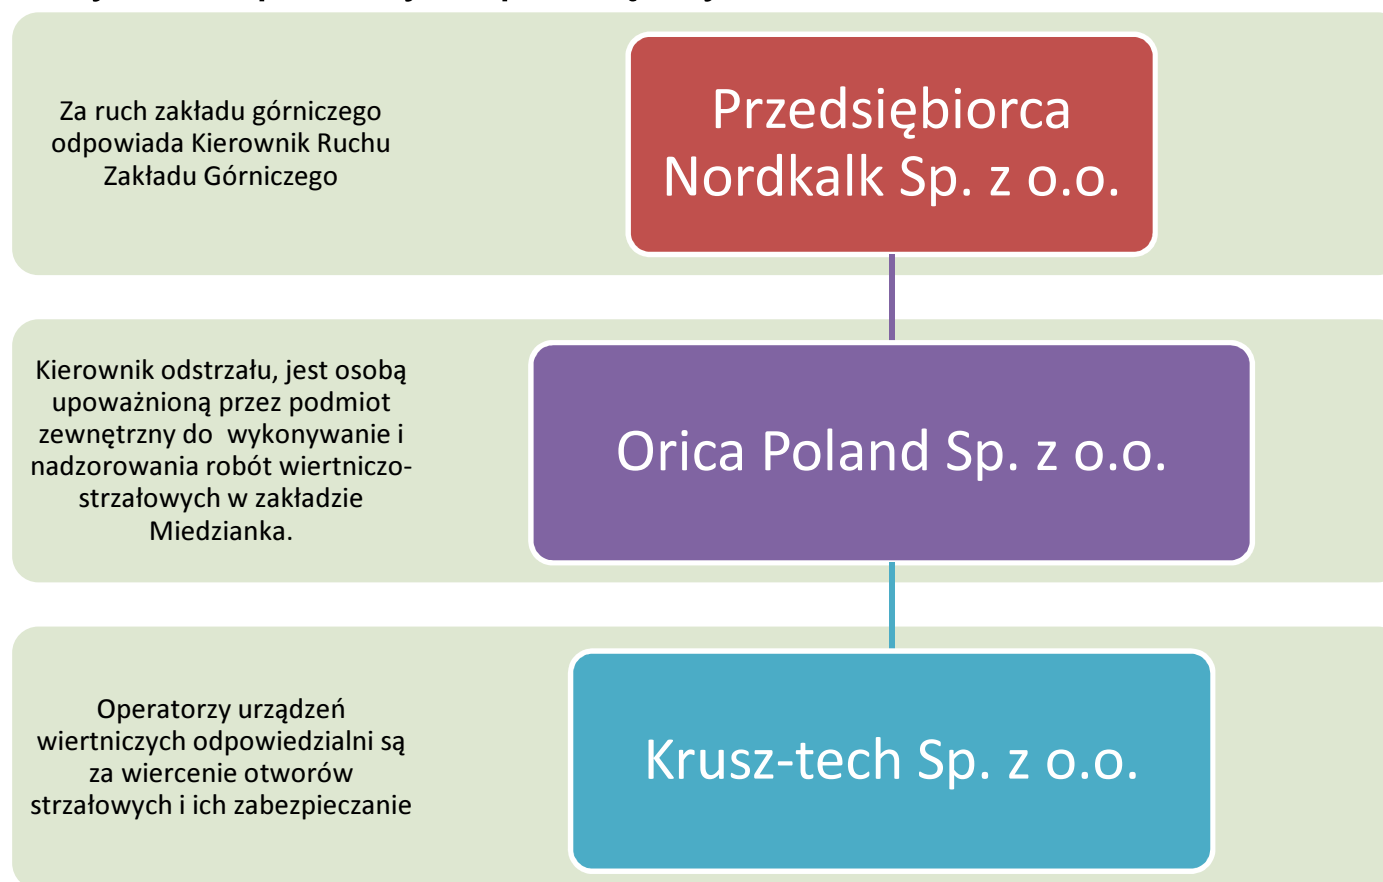 Za ruch zakładu górniczego
odpowiada Kierownik Ruchu
Zakładu Górniczego
Przedsiębiorca
Nordkalk Sp. z o.o.
Kierownik odstrzału, jest osobą
upoważnioną przez podmiot
zewnętrzny do  wykonywanie i
nadzorowania robót wiertniczo-
strzałowych w zakładzie
Miedzianka.
Orica Poland Sp. z o.o.
Operatorzy urządzeń
wiertniczych odpowiedzialni są
za wiercenie otworów
strzałowych i ich zabezpieczanie
Krusz-tech Sp. z o.o.